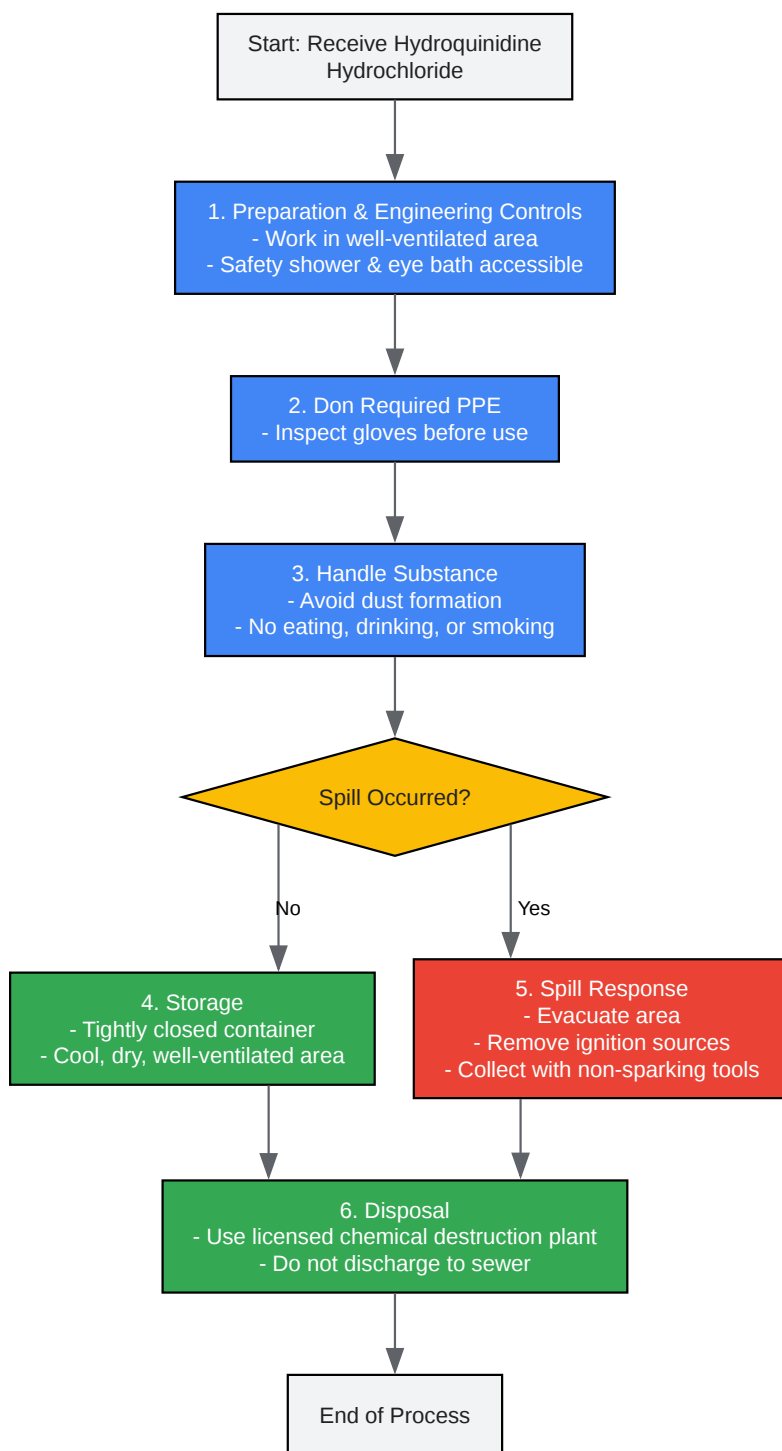 Start: Receive Hydroquinidine
Hydrochloride
1. Preparation & Engineering Controls
- Work in well-ventilated area
- Safety shower & eye bath accessible
2. Don Required PPE
- Inspect gloves before use
3. Handle Substance
- Avoid dust formation
- No eating, drinking, or smoking
Spill Occurred?
No
Yes
4. Storage
- Tightly closed container
- Cool, dry, well-ventilated area
5. Spill Response
- Evacuate area
- Remove ignition sources
- Collect with non-sparking tools
6. Disposal
- Use licensed chemical destruction plant
- Do not discharge to sewer
End of Process